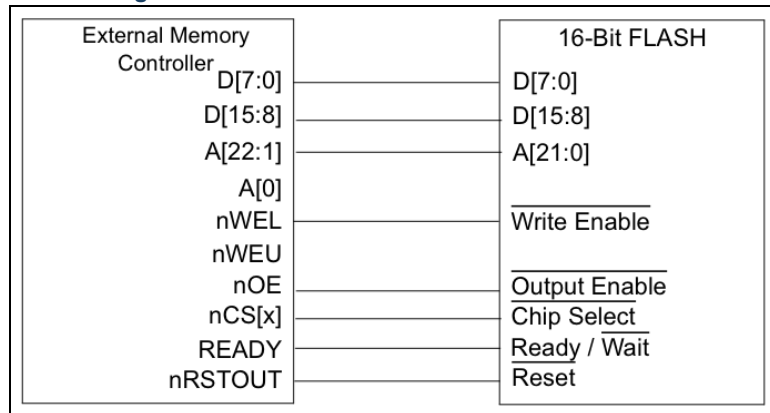 External Memory
Controller
D[7:0]
D[15:8]
A[22:1]
A[0]
nWEL
nWEU
nOE
nCS[x]
READY
nRSTOUT
16-Bit FLASH
D[7:0]
D[15:8]
A[21:0]
Write Enable
Output Enable
Chip Select
Ready / Wait
Reset